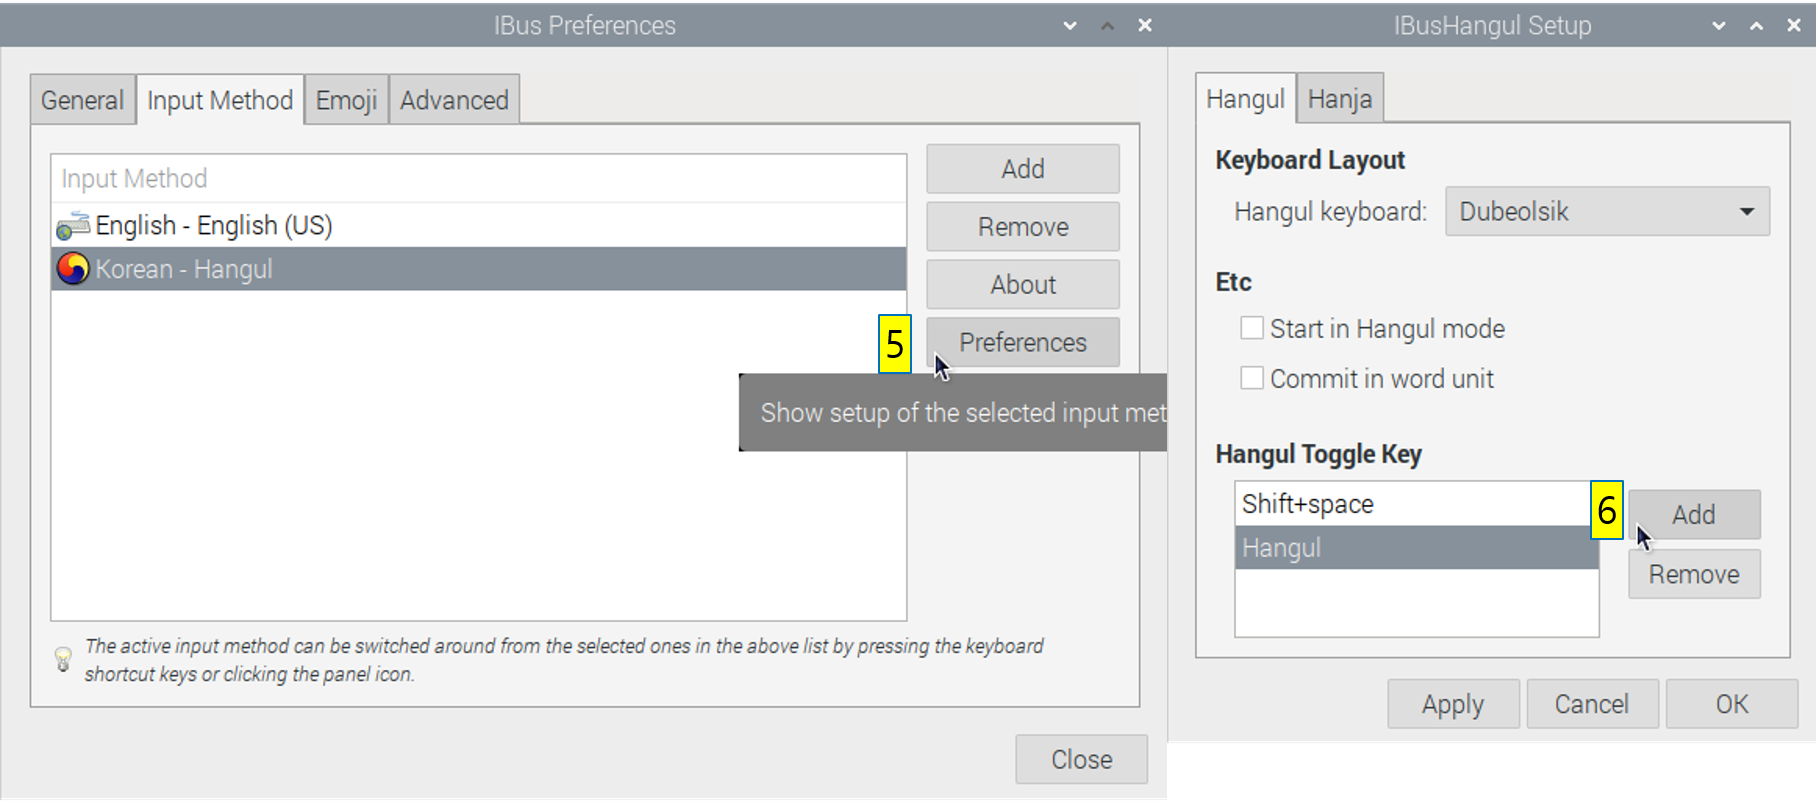 IBus Preferences
General
Input Method
Emoji
Advanced
Input Method
English - English (US)
Korean - Hangul
Add
Remove
About
5
Preferences
Show setup of the selected input met
The active input method can be switched around from the selected ones in the above list by pressing the keyboard
shortcut keys or clicking the panel icon.
Close
IBusHangul Setup
Hangul
Hanja
Keyboard Layout
Hangul keyboard:
Dubeolsik
Etc
Start in Hangul mode
Commit in word unit
Hangul Toggle Key
Shift+space
Hangul
6
Add
Remove
Apply
Cancel
OK